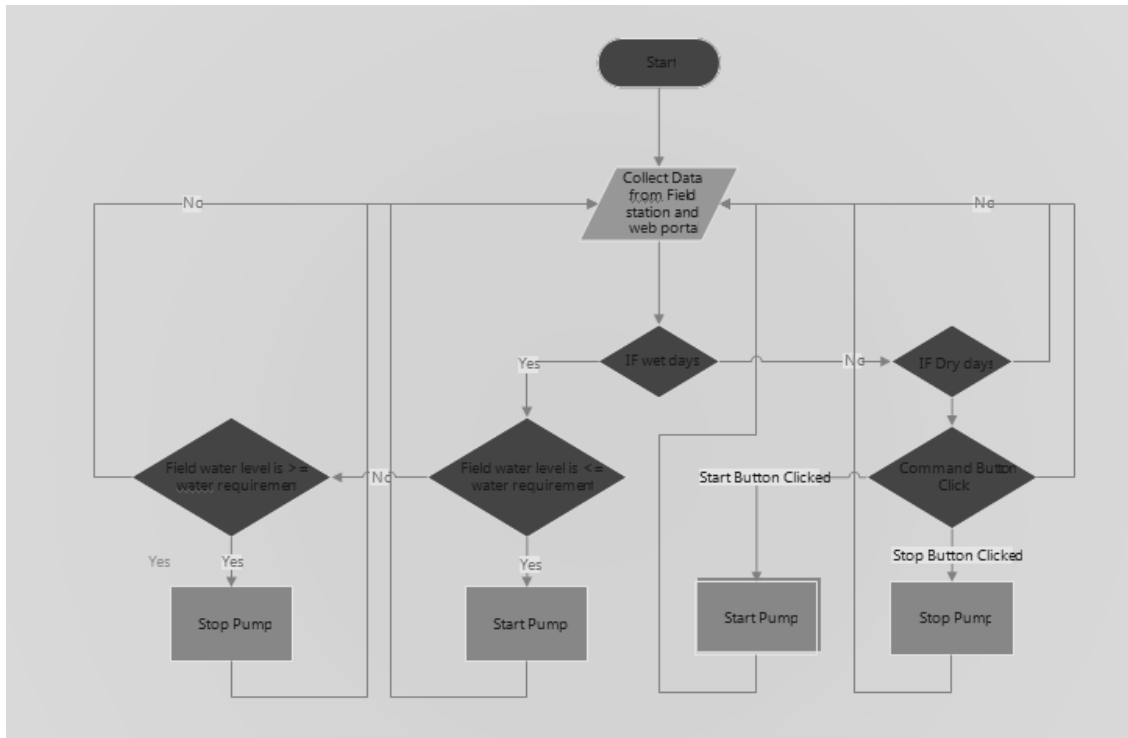 Start
Collect Data
from Field
station and
web porta
No
No
IF wet days
Yes
No
IF Dry days
Field water level is > =
water requiremen
No
Field water level is < =
water requirement
Start Button Clicked
Command Button
Click
Yes
Yes
Yes
Stop Button Clicked
Stop Pump
Start Pump
Start Pump
Stop Pump